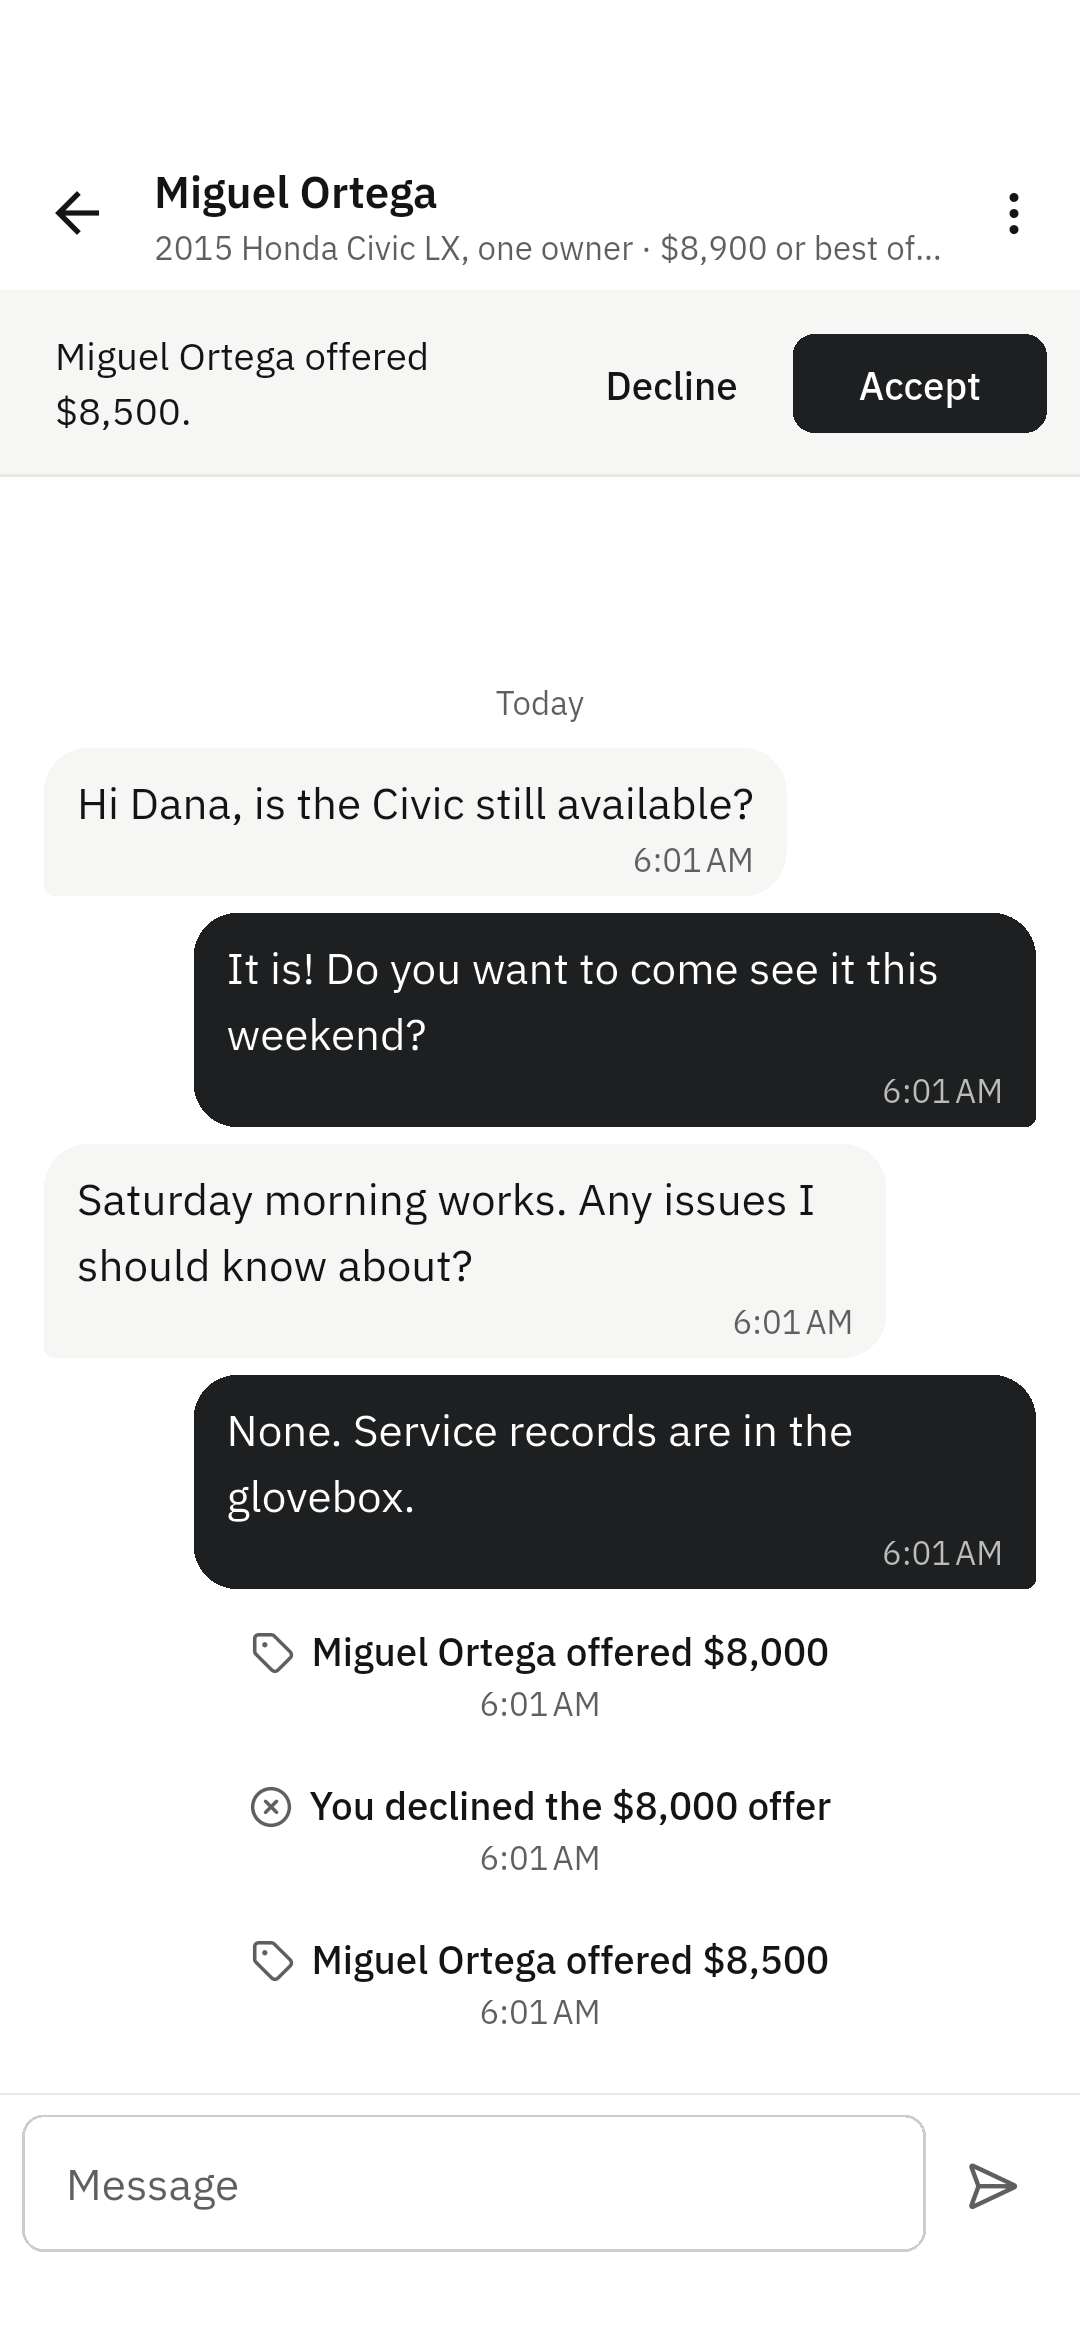 Miguel Ortega
2015 Honda Civic LX, one owner · $8,900 or best of...
Miguel Ortega offered
$8,500.
Decline
Accept
Today
Hi Dana, is the Civic still available?
6:01 AM
It is! Do you want to come see it this
weekend?
6:01 AM
Saturday morning works. Any issues I
should know about?
6:01 AM
None. Service records are in the
glovebox.
6:01 AM
Miguel Ortega offered $8,000
6:01 AM
You declined the $8,000 offer
6:01 AM
Miguel Ortega offered $8,500
6:01 AM
Message